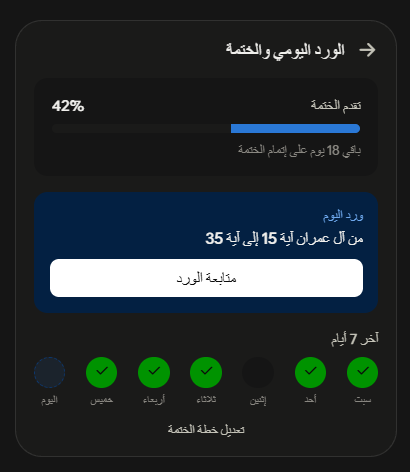 الورد اليومي والختمة
تقدم الختمة 42%
باقي 18 يوم على إتمام الختمة
ورد اليوم
من آل عمران آية 15 إلى آية 35
متابعة الورد
آخر 7 أيام
سبت أحد إثنين ثلاثاء أربعاء خميس اليوم
تعديل خطة الختمة